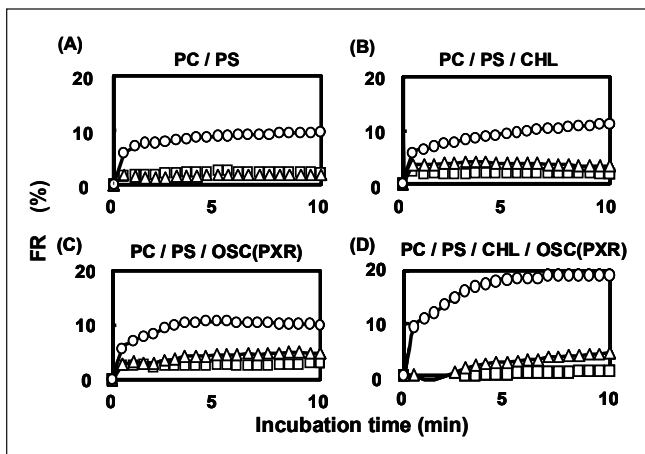 (A) PC / PS
20
10
0
0 5 10
(B) PC / PS / CHL
20
10
0
0 5 10
FR (%)
(C) PC / PS / OSC(PXR)
20
10
0
0 5 10
(D) PC / PS / CHL / OSC(PXR)
20
10
0
0 5 10
Incubation time (min)